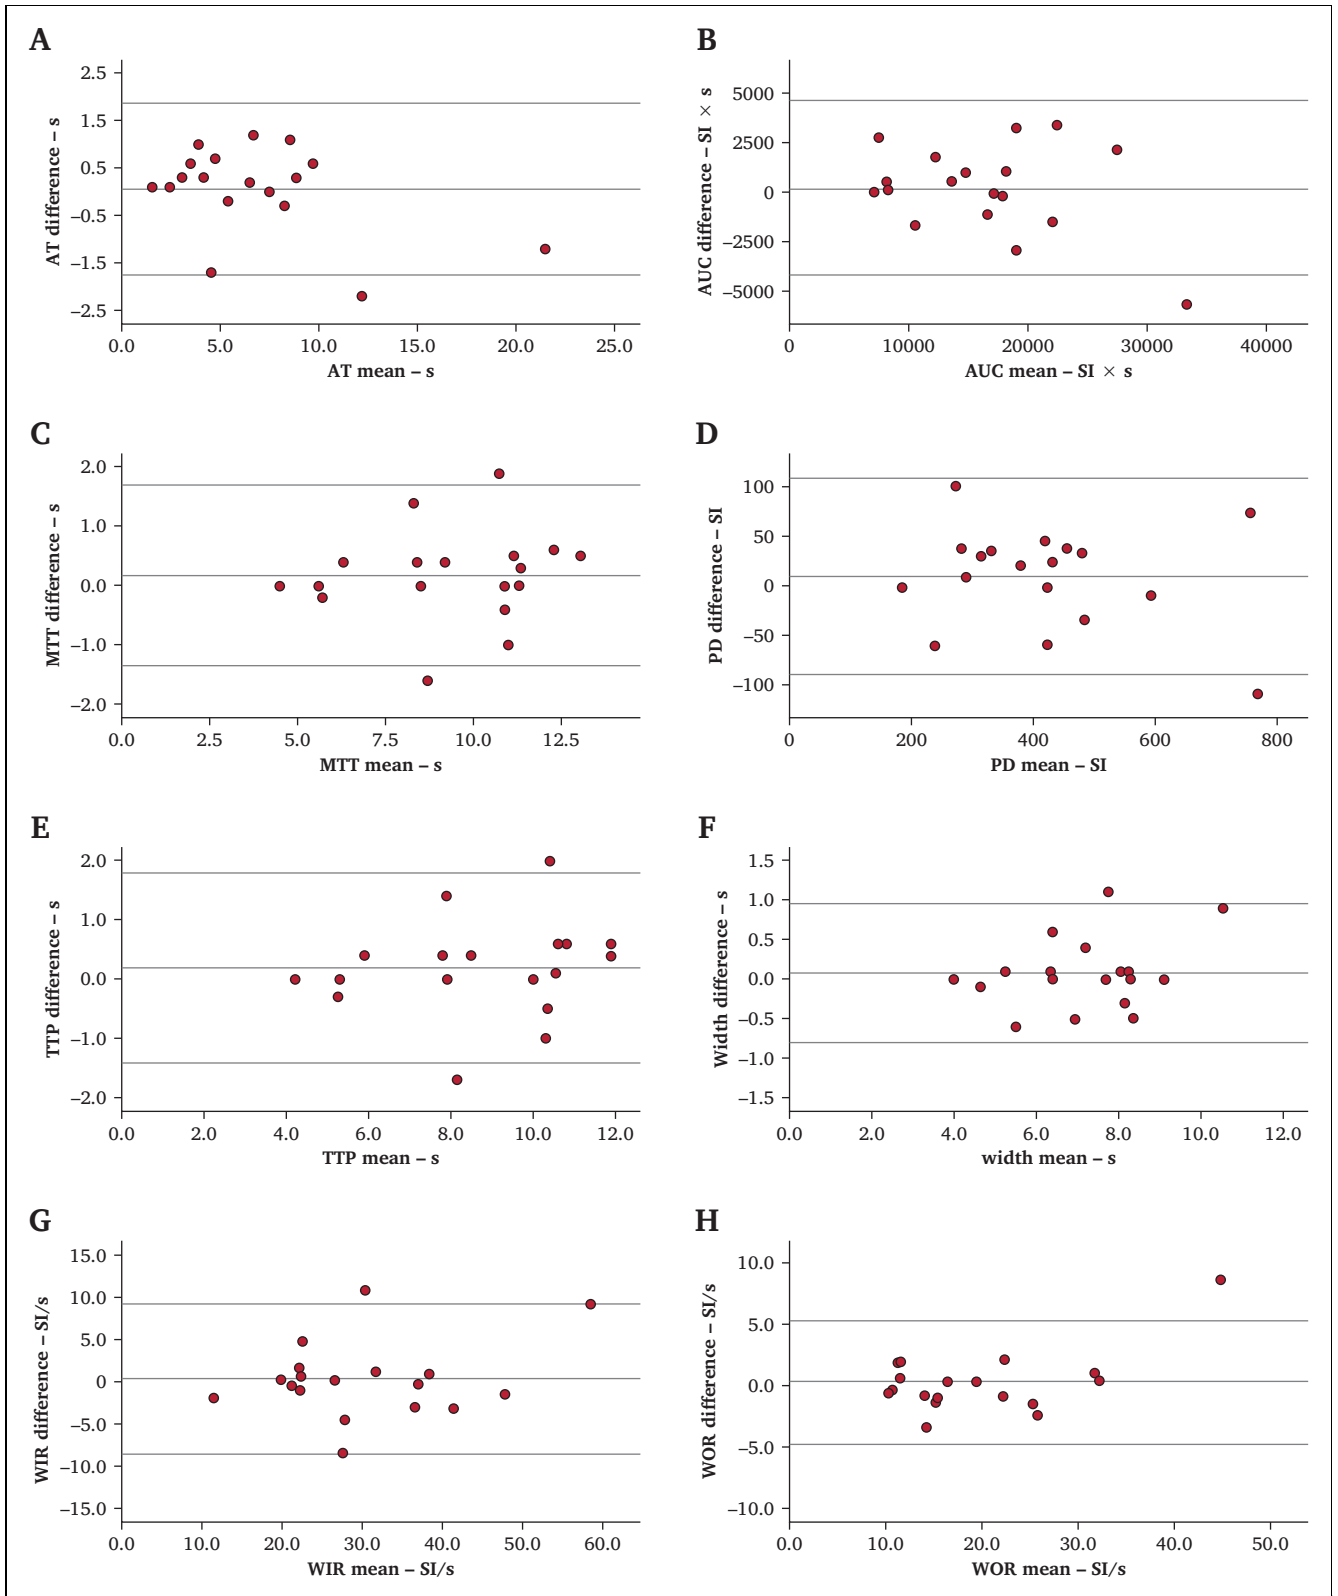 A
AT difference – s
2.5
1.5
0.5
−0.5
−1.5
−2.5
0.0 5.0 10.0 15.0 20.0 25.0
AT mean – s
B
AUC difference – SI × s
5000
2500
0
−2500
−5000
0 10000 20000 30000 40000
AUC mean – SI × s
C
MTT difference – s
2.0
1.0
0.0
−1.0
−2.0
0.0 2.5 5.0 7.5 10.0 12.5
MTT mean – s
D
PD difference – SI
100
50
0
−50
−100
0 200 400 600 800
PD mean – SI
E
TTP difference – s
2.0
1.0
0.0
−1.0
−2.0
0.0 2.0 4.0 6.0 8.0 10.0 12.0
TTP mean – s
F
Width difference – s
1.5
1.0
0.5
0.0
−0.5
−1.0
−1.5
0.0 2.0 4.0 6.0 8.0 10.0 12.0
width mean – s
G
WIR difference – SI/s
15.0
10.0
5.0
0
−5.0
−10.0
−15.0
0.0 10.0 20.0 30.0 40.0 50.0 60.0
WIR mean – SI/s
H
WOR difference – SI/s
10.0
5.0
0.0
−5.0
−10.0
0.0 10.0 20.0 30.0 40.0 50.0
WOR mean – SI/s